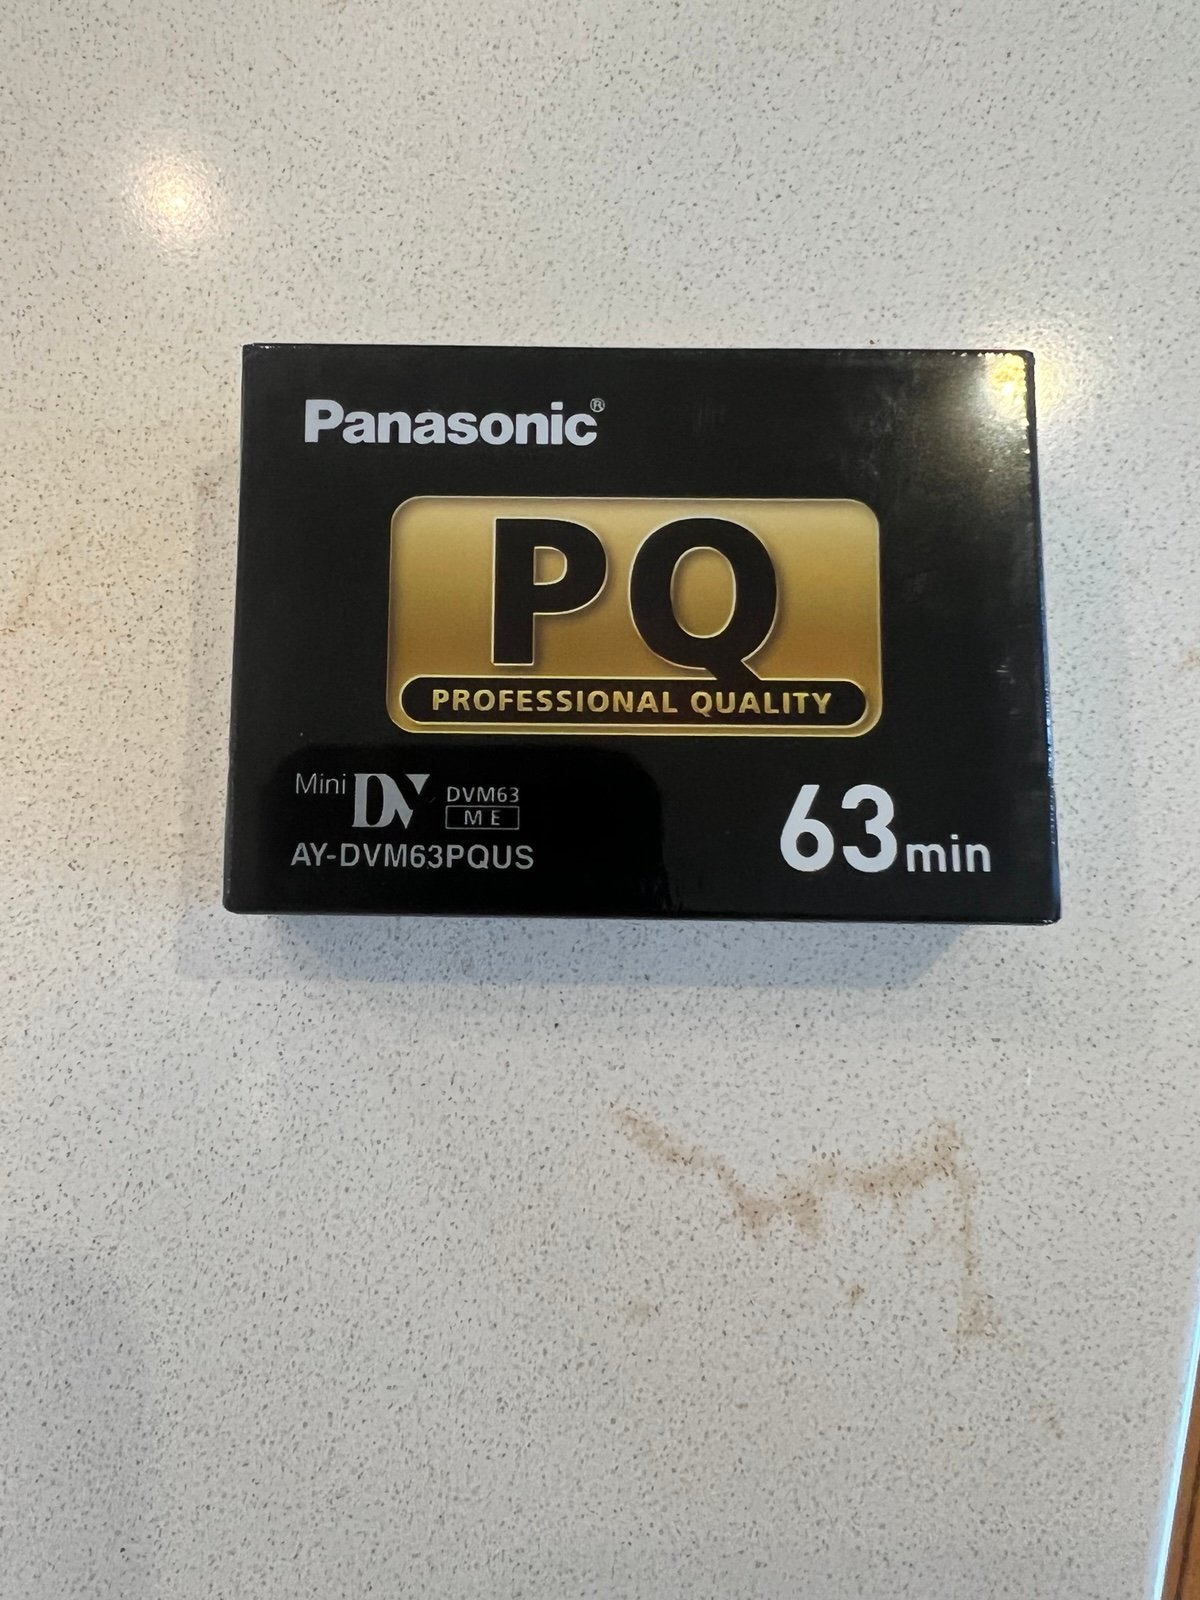 Panasonic®
PQ
PROFESSIONAL QUALITY
Mini DV DVM63
ME
AY-DVM63PQUS
63min